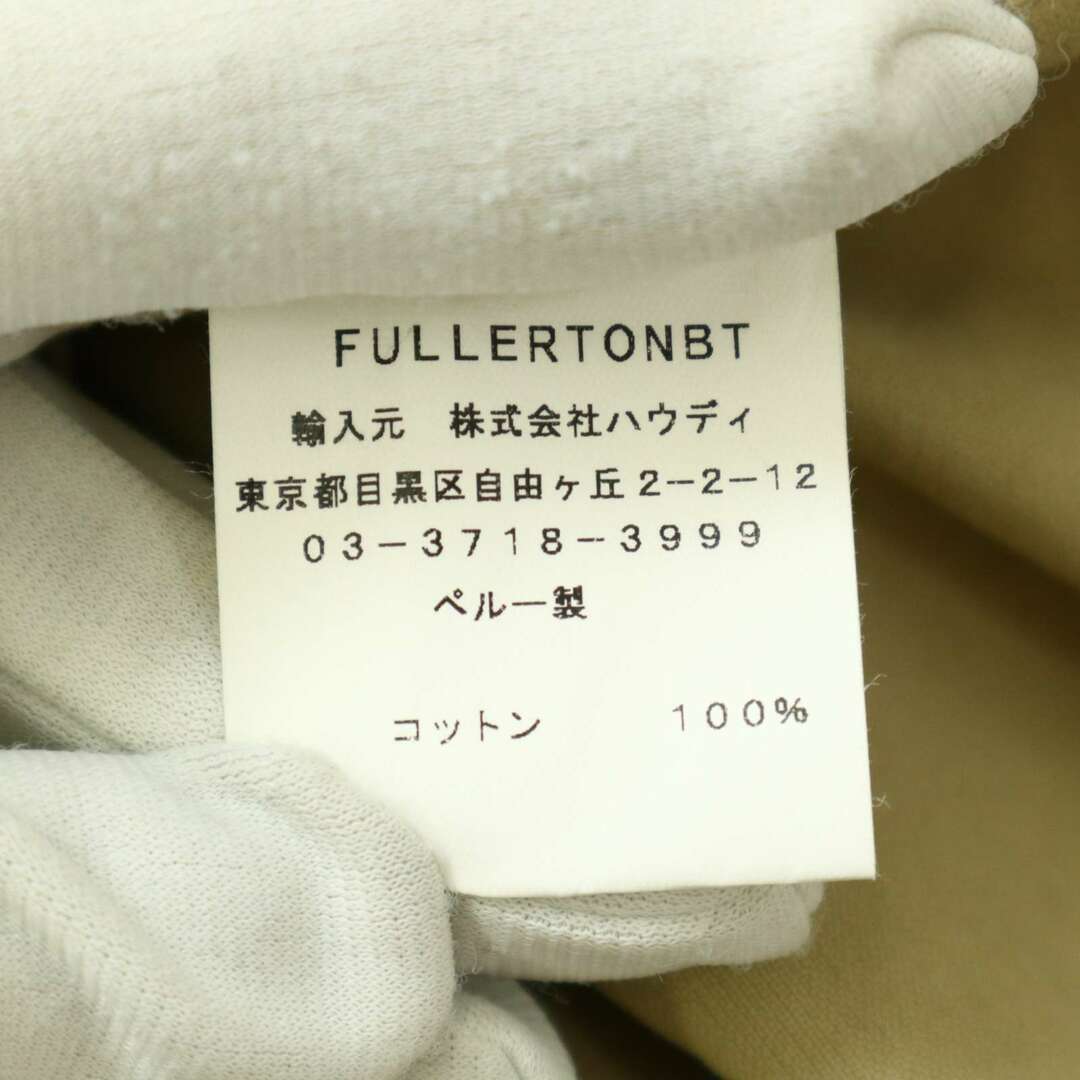 FULLERTONBT
輸入元　株式会社ハウディ
東京都目黒区自由ヶ丘2-2-12
03-3718-3999
ペルー製
コットン　100%